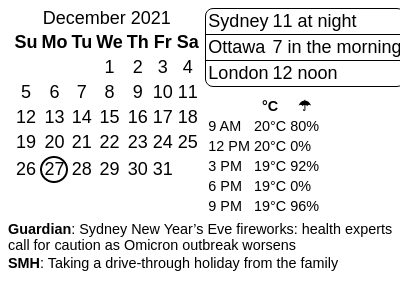 December 2021
Su Mo Tu We Th Fr Sa
1 2 3 4
5 6 7 8 9 10 11
12 13 14 15 16 17 18
19 20 21 22 23 24 25
26 27 28 29 30 31
Sydney 11 at night
Ottawa 7 in the morning
London 12 noon
°C ☂
9 AM 20°C 80%
12 PM 20°C 0%
3 PM 19°C 92%
6 PM 19°C 0%
9 PM 19°C 96%
Guardian: Sydney New Year’s Eve fireworks: health experts
call for caution as Omicron outbreak worsens
SMH: Taking a drive-through holiday from the family